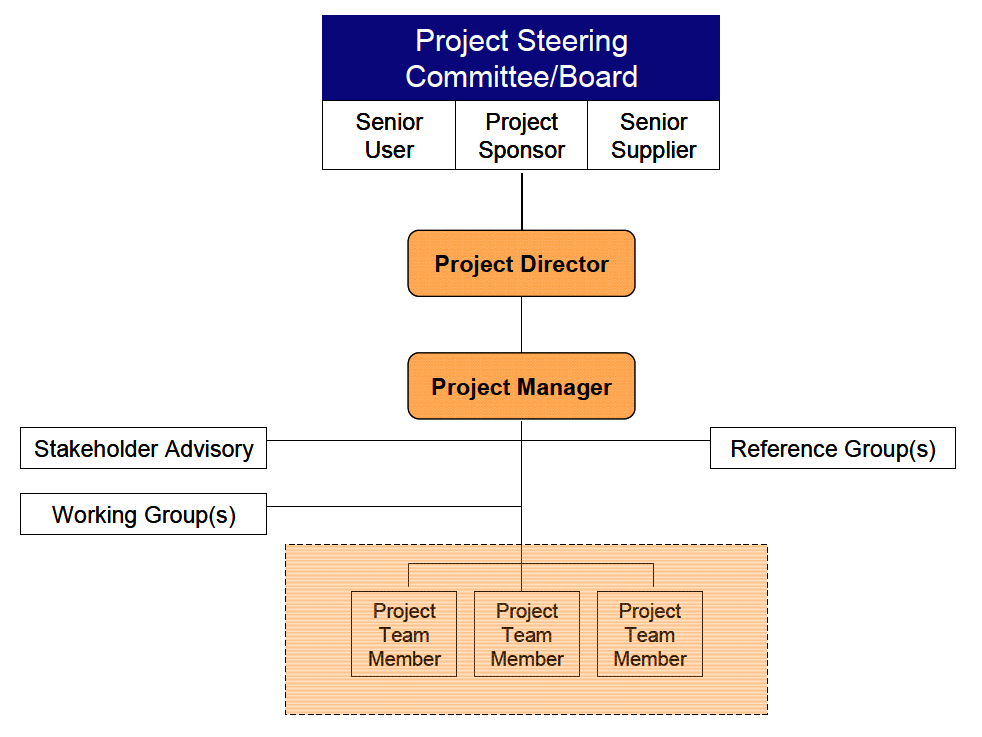 Project Steering
Committee/Board
Senior
User
Project
Sponsor
Senior
Supplier
Project Director
Project Manager
Stakeholder Advisory
Reference Group(s)
Working Group(s)
Project
Team
Member
Project
Team
Member
Project
Team
Member